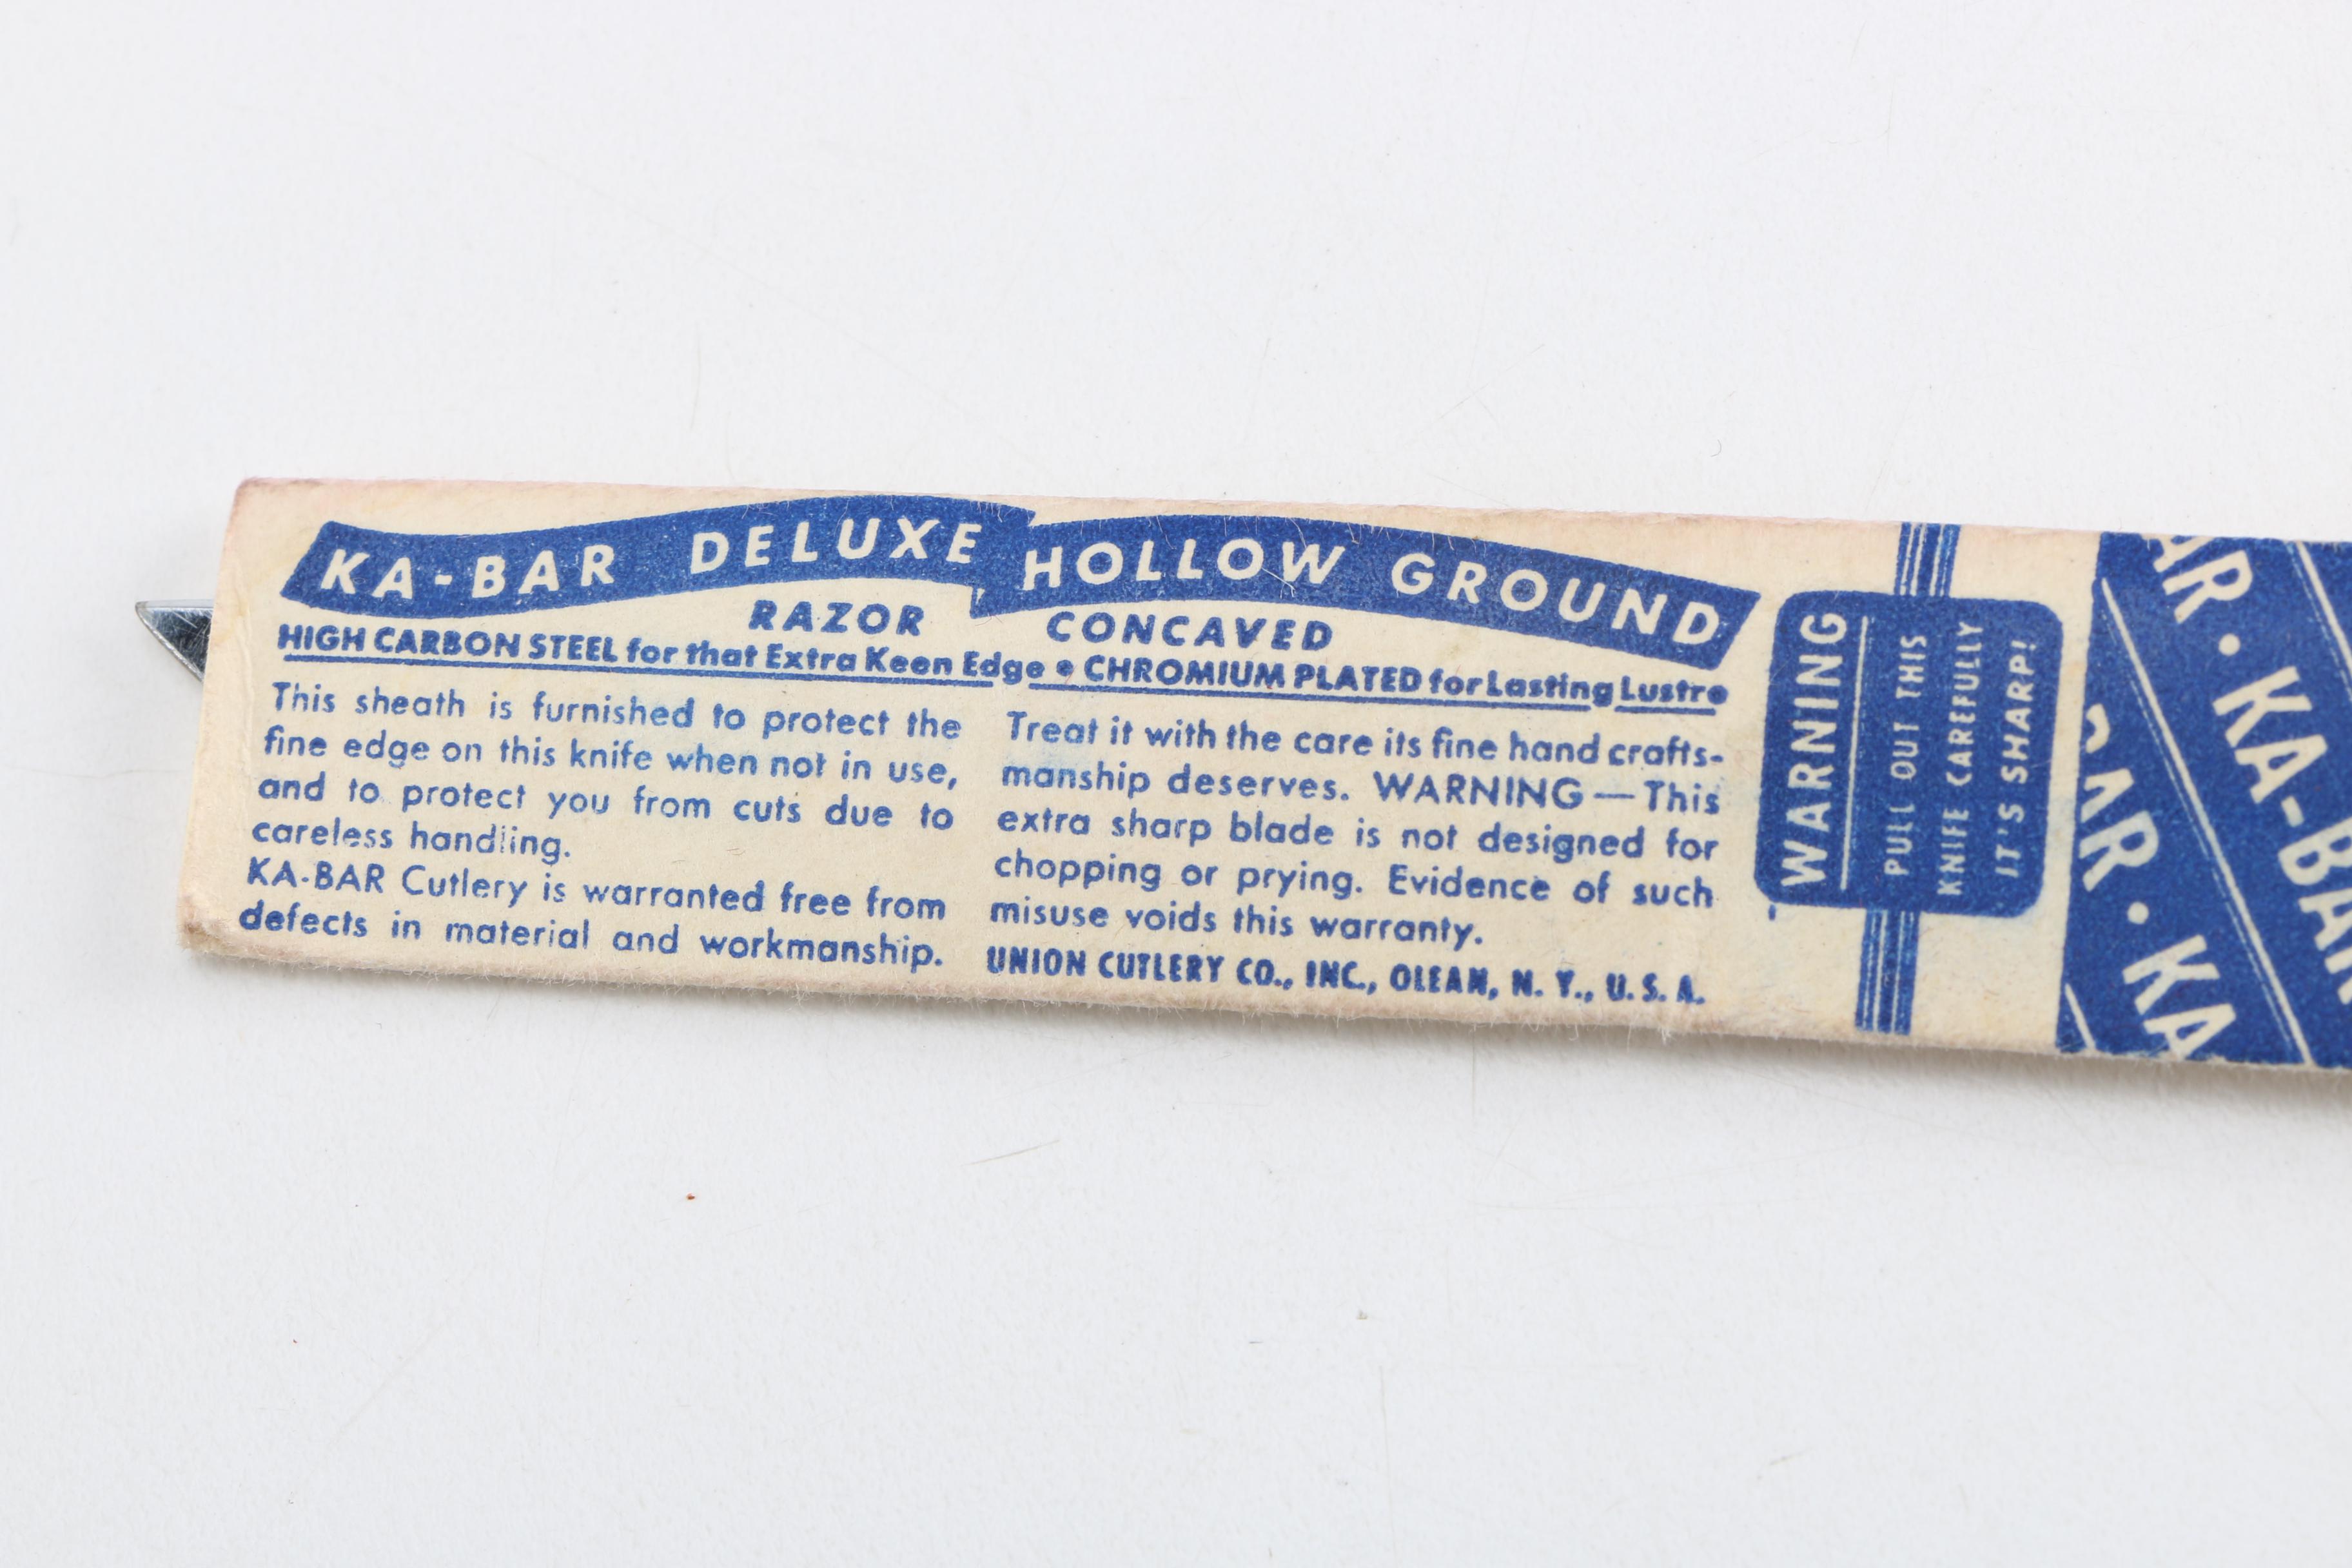 KA-BAR DELUXE HOLLOW GROUND
RAZOR CONCAVED
HIGH CARBON STEEL for that Extra Keen Edge • CHROMIUM PLATED for Lasting Lustre
This sheath is furnished to protect the
fine edge on this knife when not in use,
and to protect you from cuts due to
careless handling.
KA-BAR Cutlery is warranted free from
defects in material and workmanship.
Treat it with the care its fine hand crafts-
manship deserves. WARNING — This
extra sharp blade is not designed for
chopping or prying. Evidence of such
misuse voids this warranty.
UNION CUTLERY CO., INC., OLEAN, N. Y., U. S. A.
WARNING
PULL OUT THIS
KNIFE CAREFULLY
IT'S SHARP!
AR • KA-BAR
BAR • KA